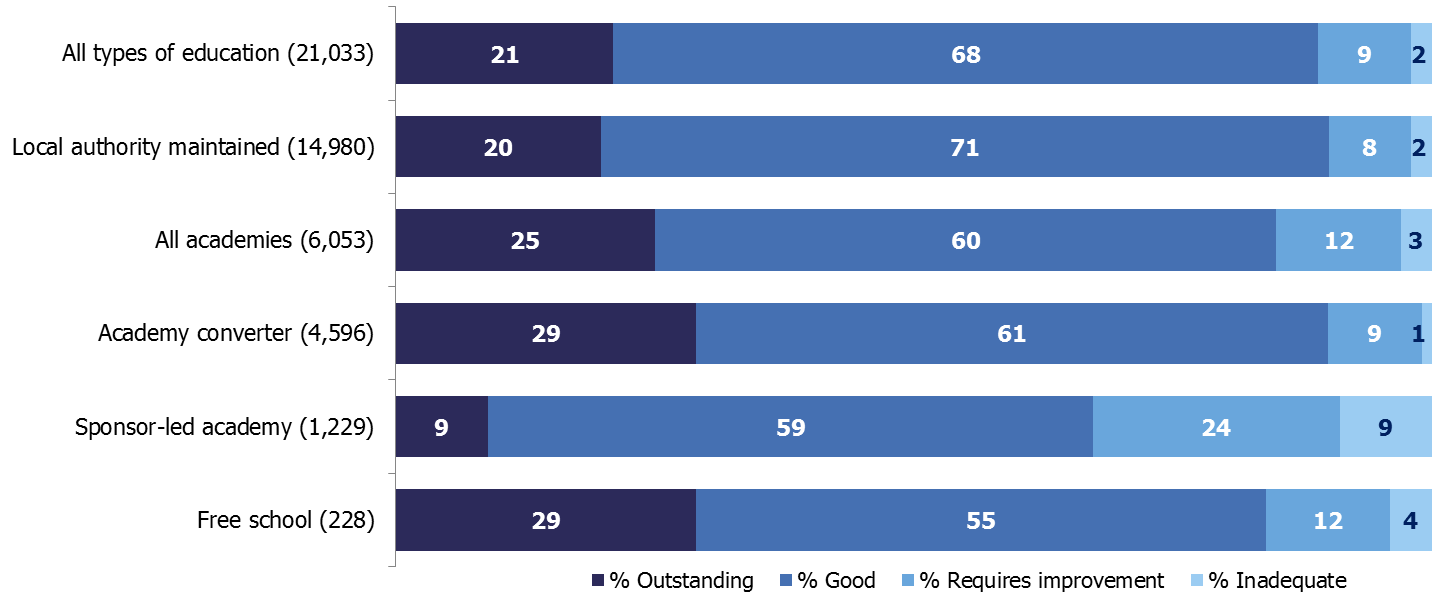 All types of education (21,033) 21 68 9 2
Local authority maintained (14,980) 20 71 8 2
All academies (6,053) 25 60 12 3
Academy converter (4,596) 29 61 9 1
Sponsor-led academy (1,229) 9 59 24 9
Free school (228) 29 55 12 4
% Outstanding % Good % Requires improvement % Inadequate